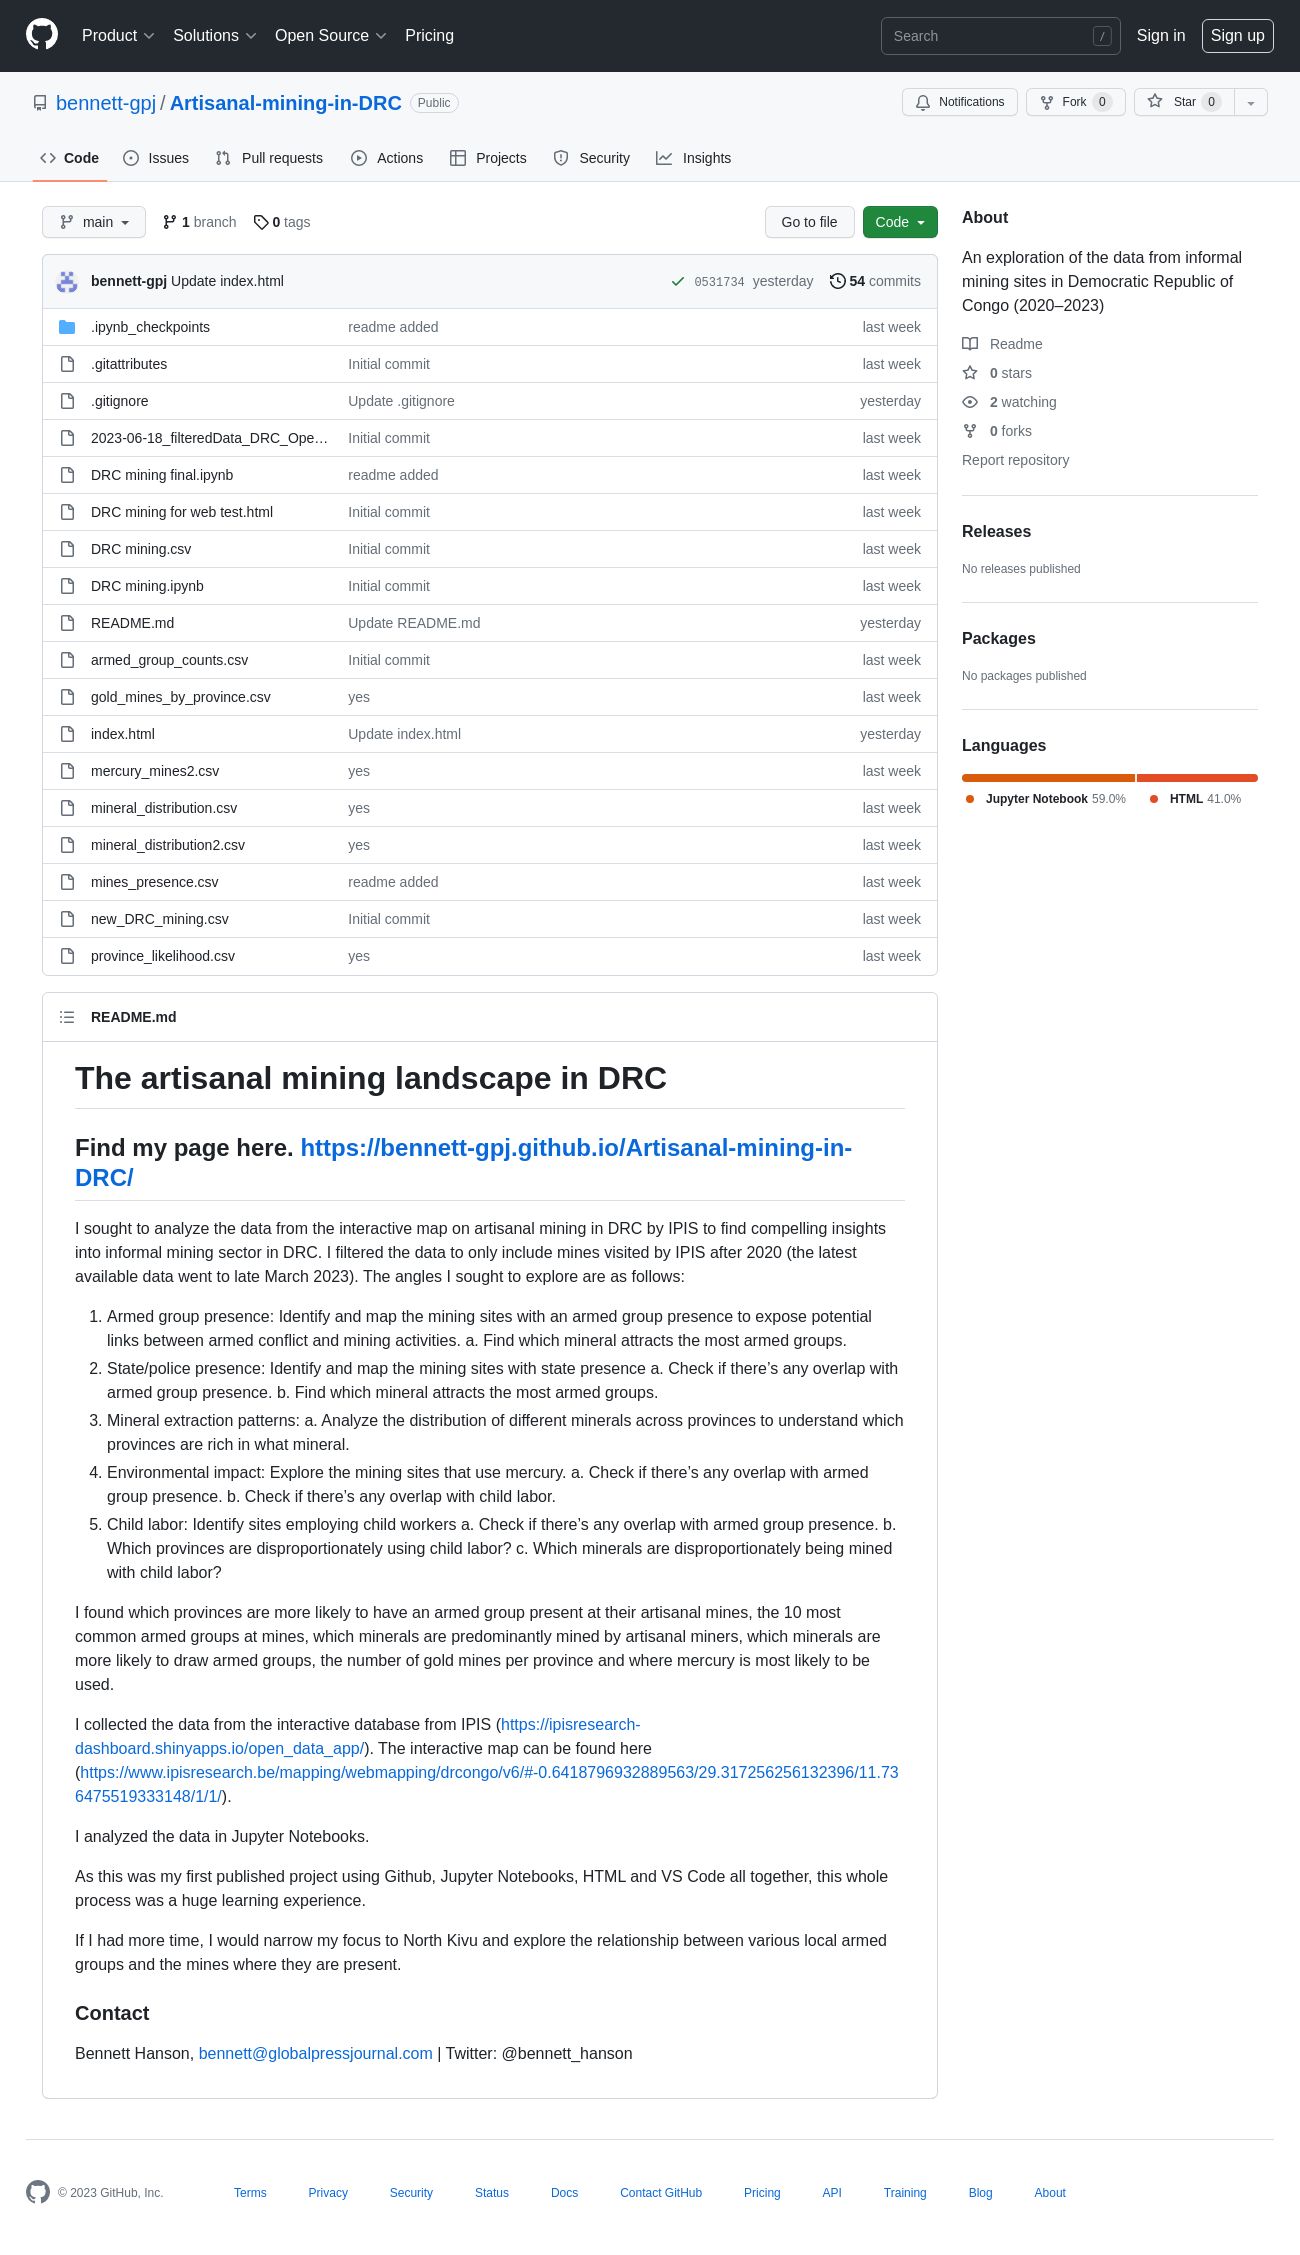 Product Solutions Open Source Pricing Search / Sign in Sign up
bennett-gpj / Artisanal-mining-in-DRC Public Notifications Fork 0 Star 0
Code Issues Pull requests Actions Projects Security Insights
main 1 branch 0 tags Go to file Code
bennett-gpj Update index.html 0531734 yesterday 54 commits
.ipynb_checkpoints readme added last week
.gitattributes Initial commit last week
.gitignore Update .gitignore yesterday
2023-06-18_filteredData_DRC_Ope… Initial commit last week
DRC mining final.ipynb readme added last week
DRC mining for web test.html Initial commit last week
DRC mining.csv Initial commit last week
DRC mining.ipynb Initial commit last week
README.md Update README.md yesterday
armed_group_counts.csv Initial commit last week
gold_mines_by_province.csv yes last week
index.html Update index.html yesterday
mercury_mines2.csv yes last week
mineral_distribution.csv yes last week
mineral_distribution2.csv yes last week
mines_presence.csv readme added last week
new_DRC_mining.csv Initial commit last week
province_likelihood.csv yes last week
README.md
The artisanal mining landscape in DRC
Find my page here. https://bennett-gpj.github.io/Artisanal-mining-in-
DRC/
I sought to analyze the data from the interactive map on artisanal mining in DRC by IPIS to find compelling insights
into informal mining sector in DRC. I filtered the data to only include mines visited by IPIS after 2020 (the latest
available data went to late March 2023). The angles I sought to explore are as follows:
1. Armed group presence: Identify and map the mining sites with an armed group presence to expose potential
links between armed conflict and mining activities. a. Find which mineral attracts the most armed groups.
2. State/police presence: Identify and map the mining sites with state presence a. Check if there’s any overlap with
armed group presence. b. Find which mineral attracts the most armed groups.
3. Mineral extraction patterns: a. Analyze the distribution of different minerals across provinces to understand which
provinces are rich in what mineral.
4. Environmental impact: Explore the mining sites that use mercury. a. Check if there’s any overlap with armed
group presence. b. Check if there’s any overlap with child labor.
5. Child labor: Identify sites employing child workers a. Check if there’s any overlap with armed group presence. b.
Which provinces are disproportionately using child labor? c. Which minerals are disproportionately being mined
with child labor?
I found which provinces are more likely to have an armed group present at their artisanal mines, the 10 most
common armed groups at mines, which minerals are predominantly mined by artisanal miners, which minerals are
more likely to draw armed groups, the number of gold mines per province and where mercury is most likely to be
used.
I collected the data from the interactive database from IPIS (https://ipisresearch-
dashboard.shinyapps.io/open_data_app/). The interactive map can be found here
(https://www.ipisresearch.be/mapping/webmapping/drcongo/v6/#-0.6418796932889563/29.317256256132396/11.73
6475519333148/1/1/).
I analyzed the data in Jupyter Notebooks.
As this was my first published project using Github, Jupyter Notebooks, HTML and VS Code all together, this whole
process was a huge learning experience.
If I had more time, I would narrow my focus to North Kivu and explore the relationship between various local armed
groups and the mines where they are present.
Contact
Bennett Hanson, bennett@globalpressjournal.com | Twitter: @bennett_hanson
About
An exploration of the data from informal
mining sites in Democratic Republic of
Congo (2020–2023)
Readme
0 stars
2 watching
0 forks
Report repository
Releases
No releases published
Packages
No packages published
Languages
Jupyter Notebook 59.0% HTML 41.0%
© 2023 GitHub, Inc. Terms Privacy Security Status Docs Contact GitHub Pricing API Training Blog About